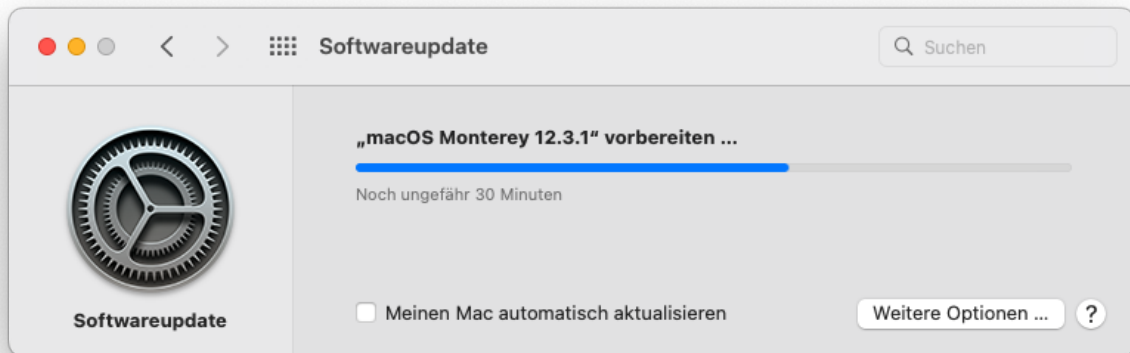 Softwareupdate
Suchen
„macOS Monterey 12.3.1“ vorbereiten ...
Noch ungefähr 30 Minuten
Softwareupdate
Meinen Mac automatisch aktualisieren
Weitere Optionen ...
?